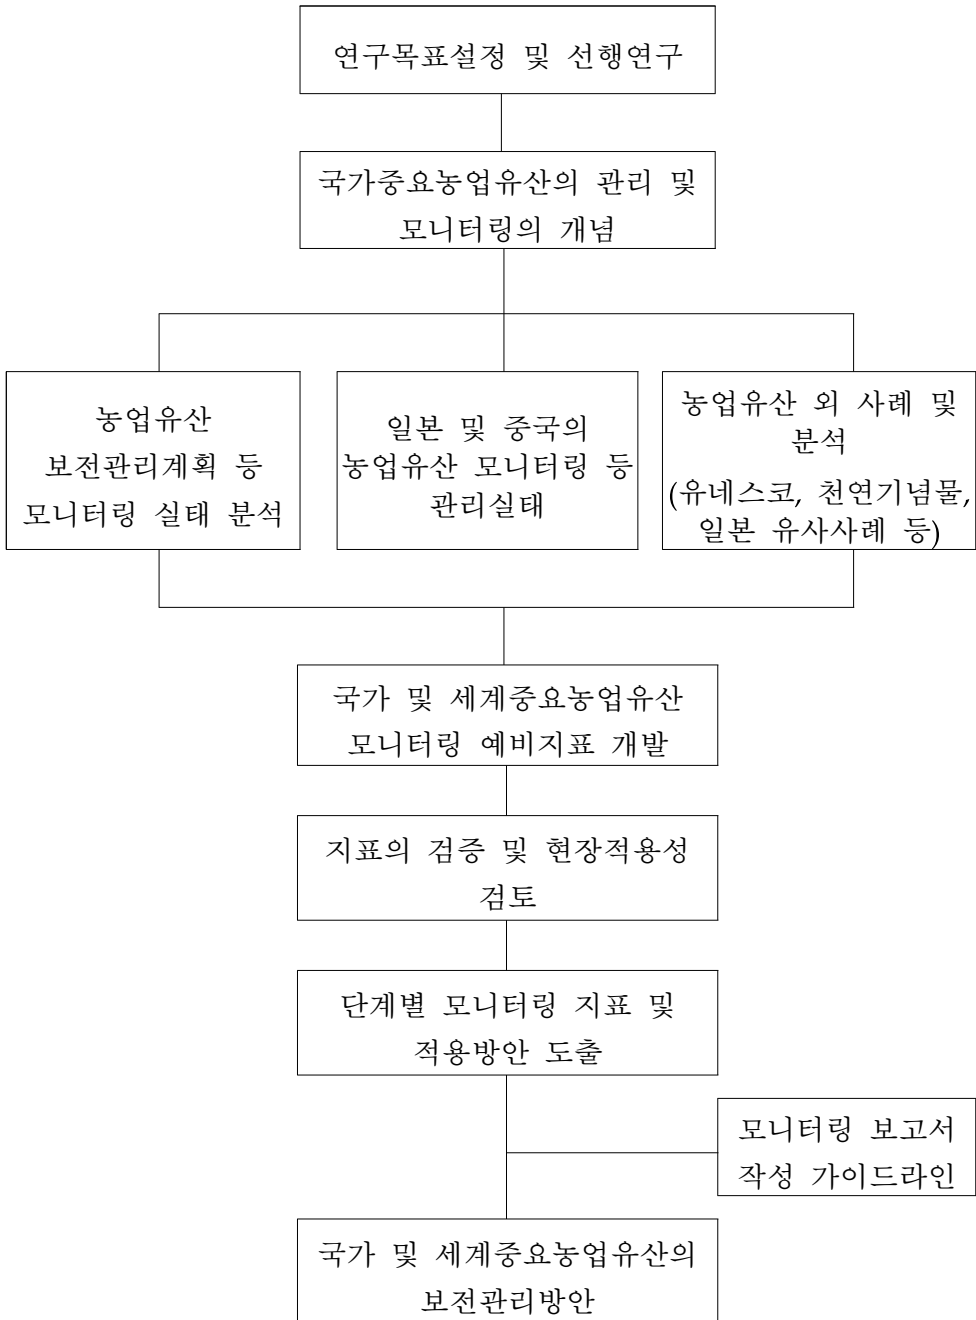 연구목표설정 및 선행연구
국가중요농업유산의 관리 및
모니터링의 개념
농업유산
보전관리계획 등
모니터링 실태 분석
일본 및 중국의
농업유산 모니터링 등
관리실태
농업유산 외 사례 및
분석
(유네스코, 천연기념물,
일본 유사사례 등)
국가 및 세계중요농업유산
모니터링 예비지표 개발
지표의 검증 및 현장적용성
검토
단계별 모니터링 지표 및
적용방안 도출
모니터링 보고서
작성 가이드라인
국가 및 세계중요농업유산의
보전관리방안